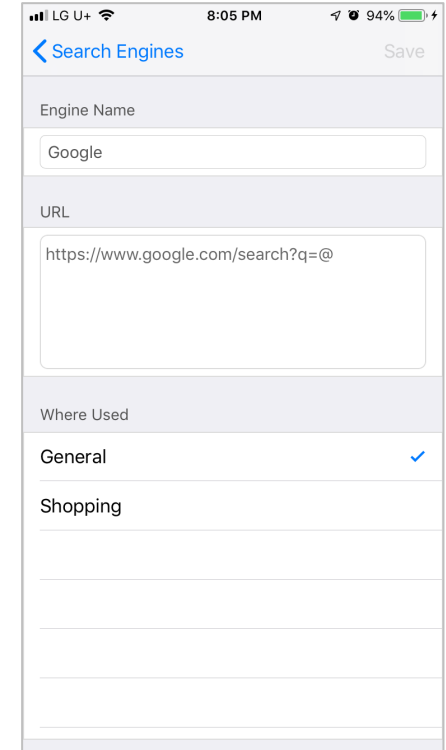 LG U+ 8:05 PM 94%
Search Engines Save
Engine Name
Google
URL
https://www.google.com/search?q=@
Where Used
General
Shopping